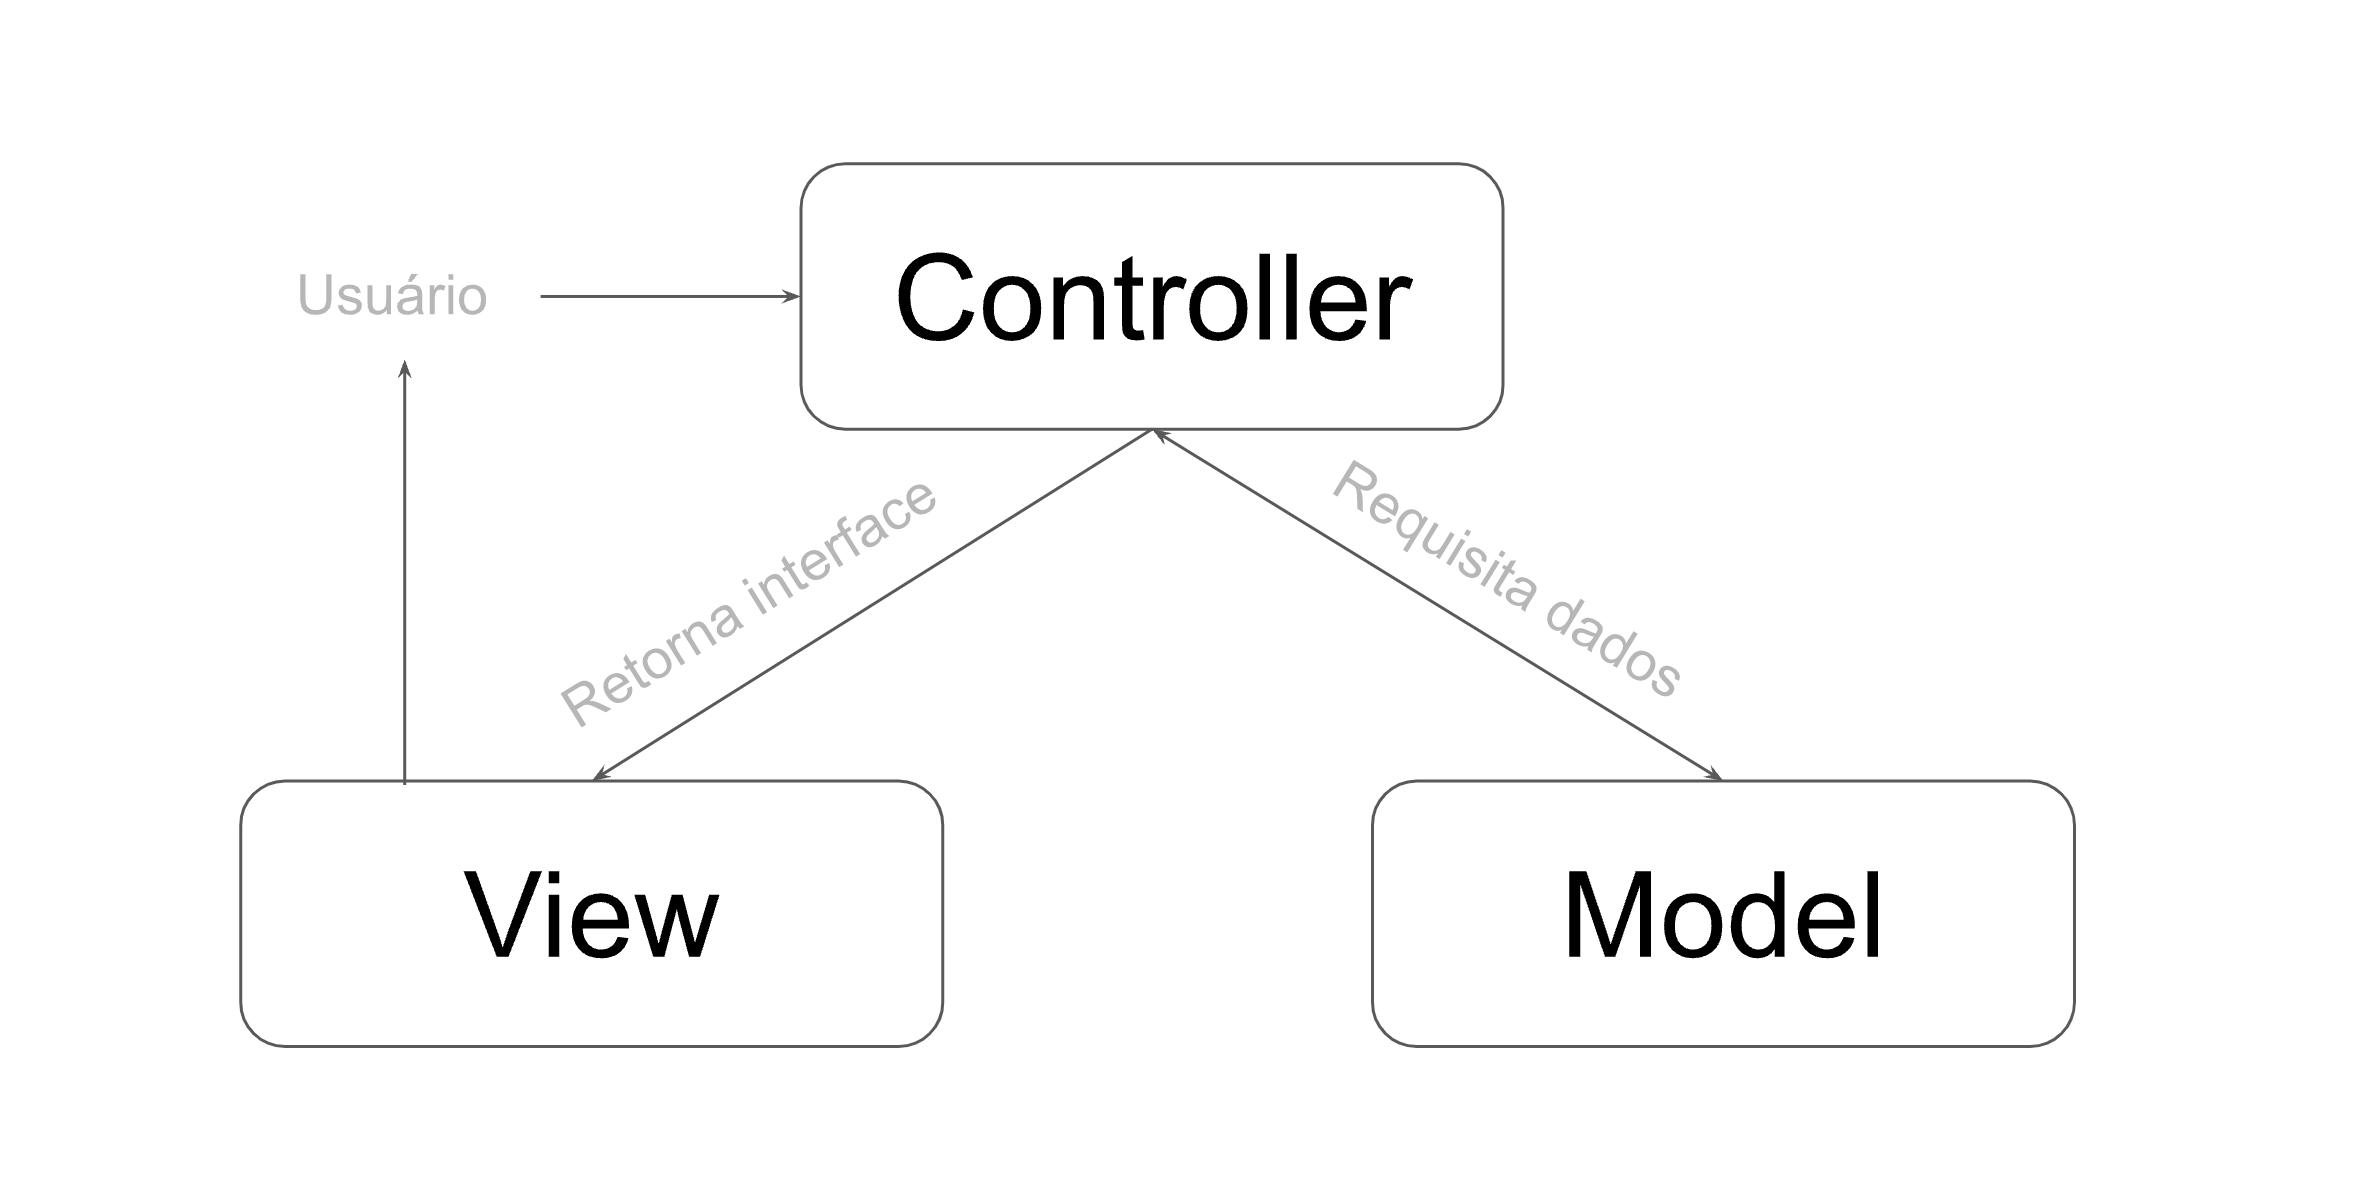 Controller
Usuário
Retorna interface
Requisita dados
View
Model